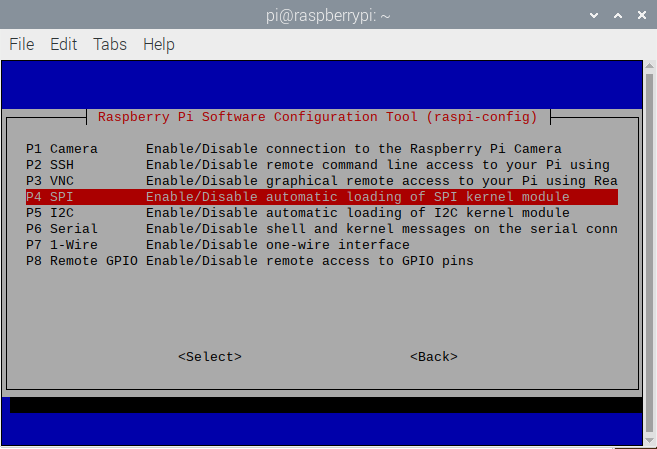 pi@raspberrypi: ~
File Edit Tabs Help
Raspberry Pi Software Configuration Tool (raspi-config)
P1 Camera Enable/Disable connection to the Raspberry Pi Camera
P2 SSH Enable/Disable remote command line access to your Pi using
P3 VNC Enable/Disable graphical remote access to your Pi using Rea
P4 SPI Enable/Disable automatic loading of SPI kernel module
P5 I2C Enable/Disable automatic loading of I2C kernel module
P6 Serial Enable/Disable shell and kernel messages on the serial conn
P7 1-Wire Enable/Disable one-wire interface
P8 Remote GPIO Enable/Disable remote access to GPIO pins
<Select> <Back>